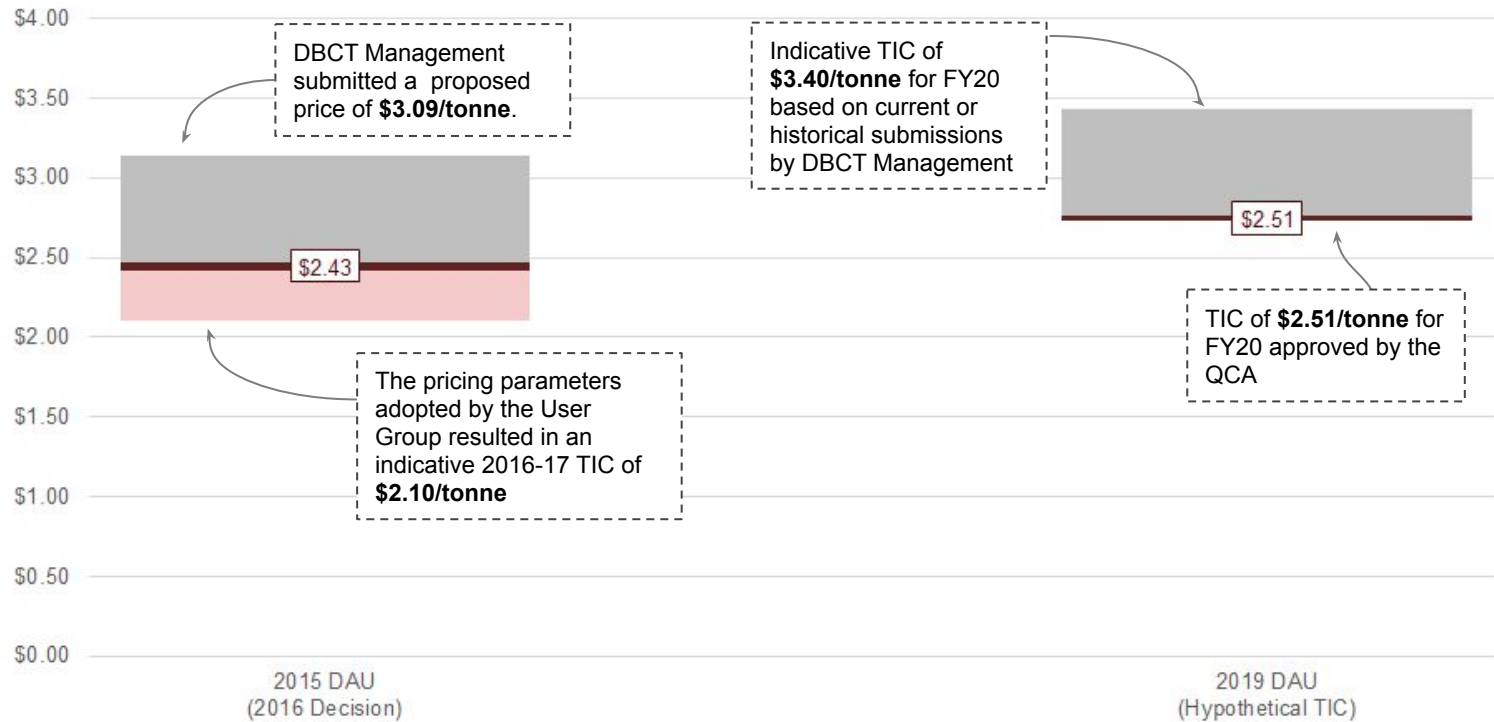 $4.00
$3.50
$3.00
$2.50
$2.00
$1.50
$1.00
$0.50
$0.00
DBCT Management
submitted a proposed
price of $3.09/tonne.
$2.43
The pricing parameters
adopted by the User
Group resulted in an
indicative 2016-17 TIC of
$2.10/tonne
Indicative TIC of
$3.40/tonne for FY20
based on current or
historical submissions
by DBCT Management
$2.51
TIC of $2.51/tonne for
FY20 approved by the
QCA
2015 DAU
(2016 Decision)
2019 DAU
(Hypothetical TIC)